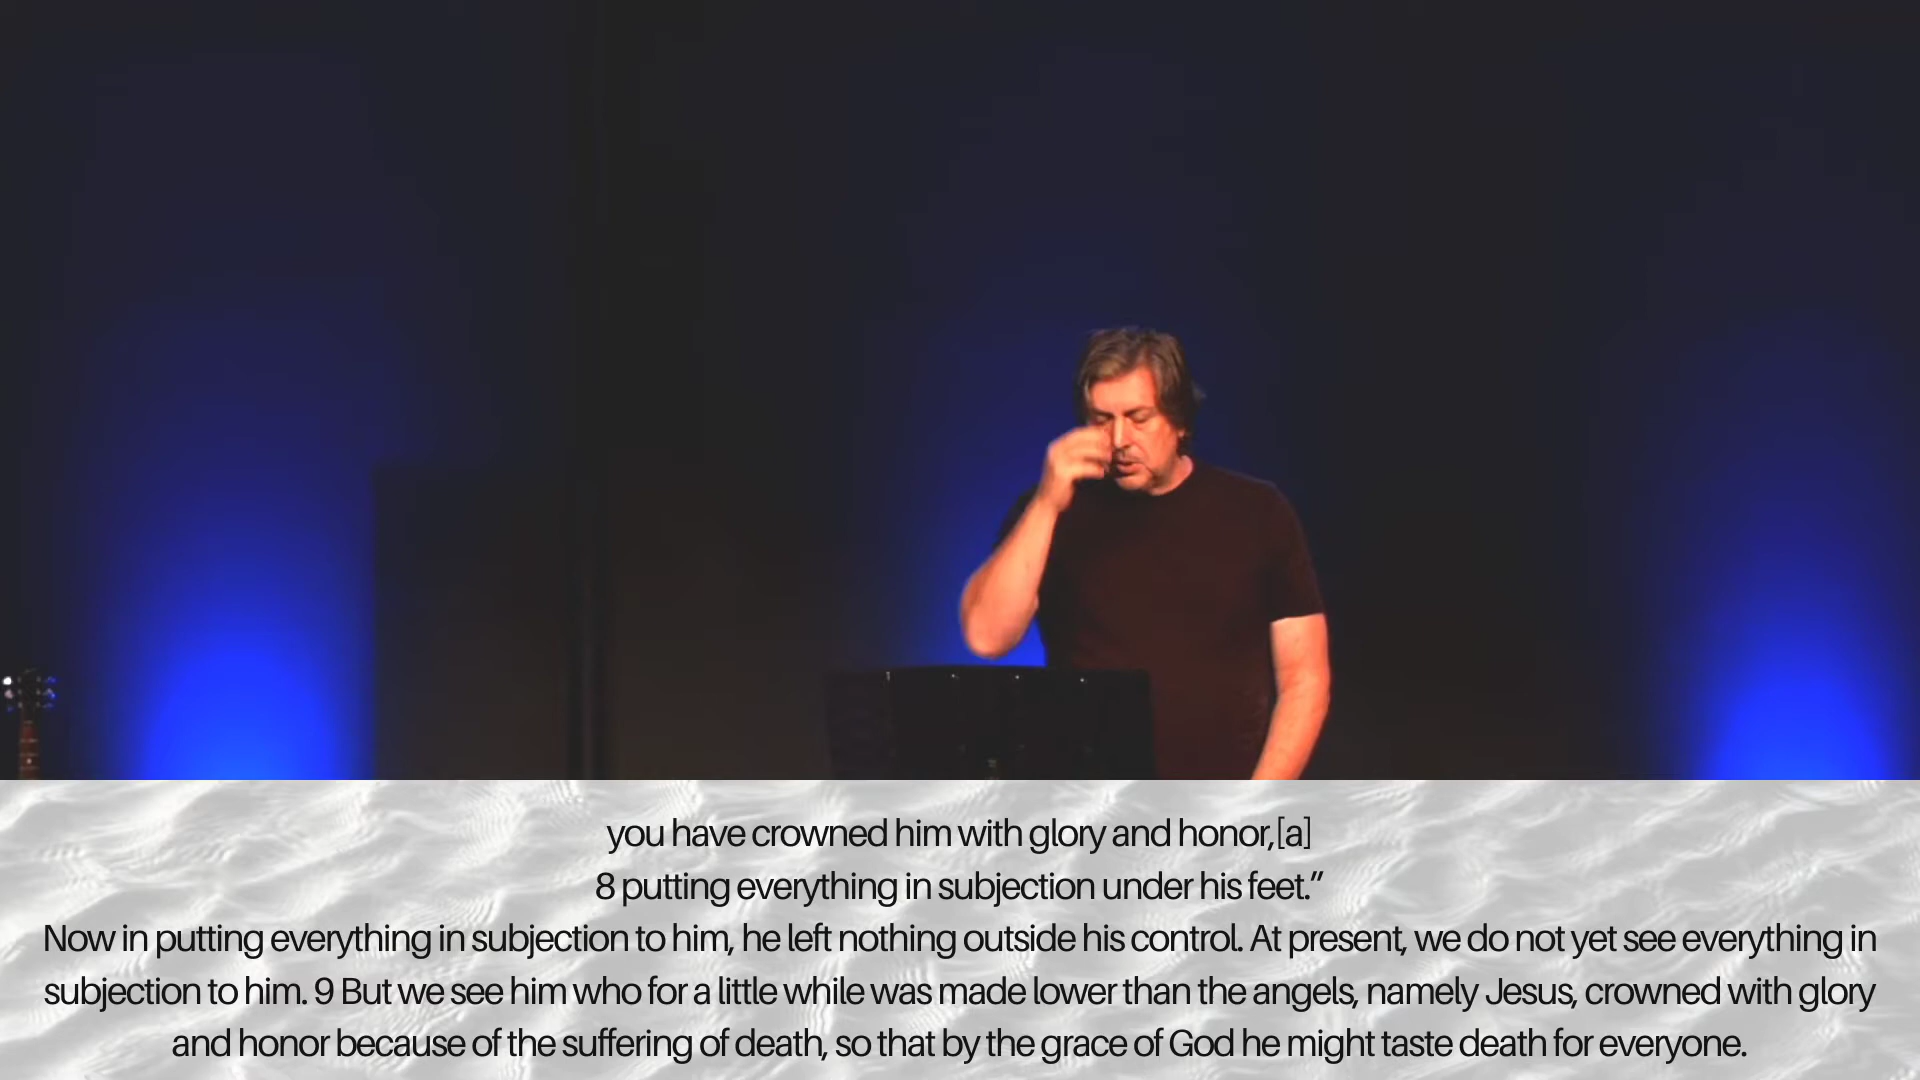 you have crowned him with glory and honor,[a]
8 putting everything in subjection under his feet.”
Now in putting everything in subjection to him, he left nothing outside his control. At present, we do not yet see everything in
subjection to him. 9 But we see him who for a little while was made lower than the angels, namely Jesus, crowned with glory
and honor because of the suffering of death, so that by the grace of God he might taste death for everyone.